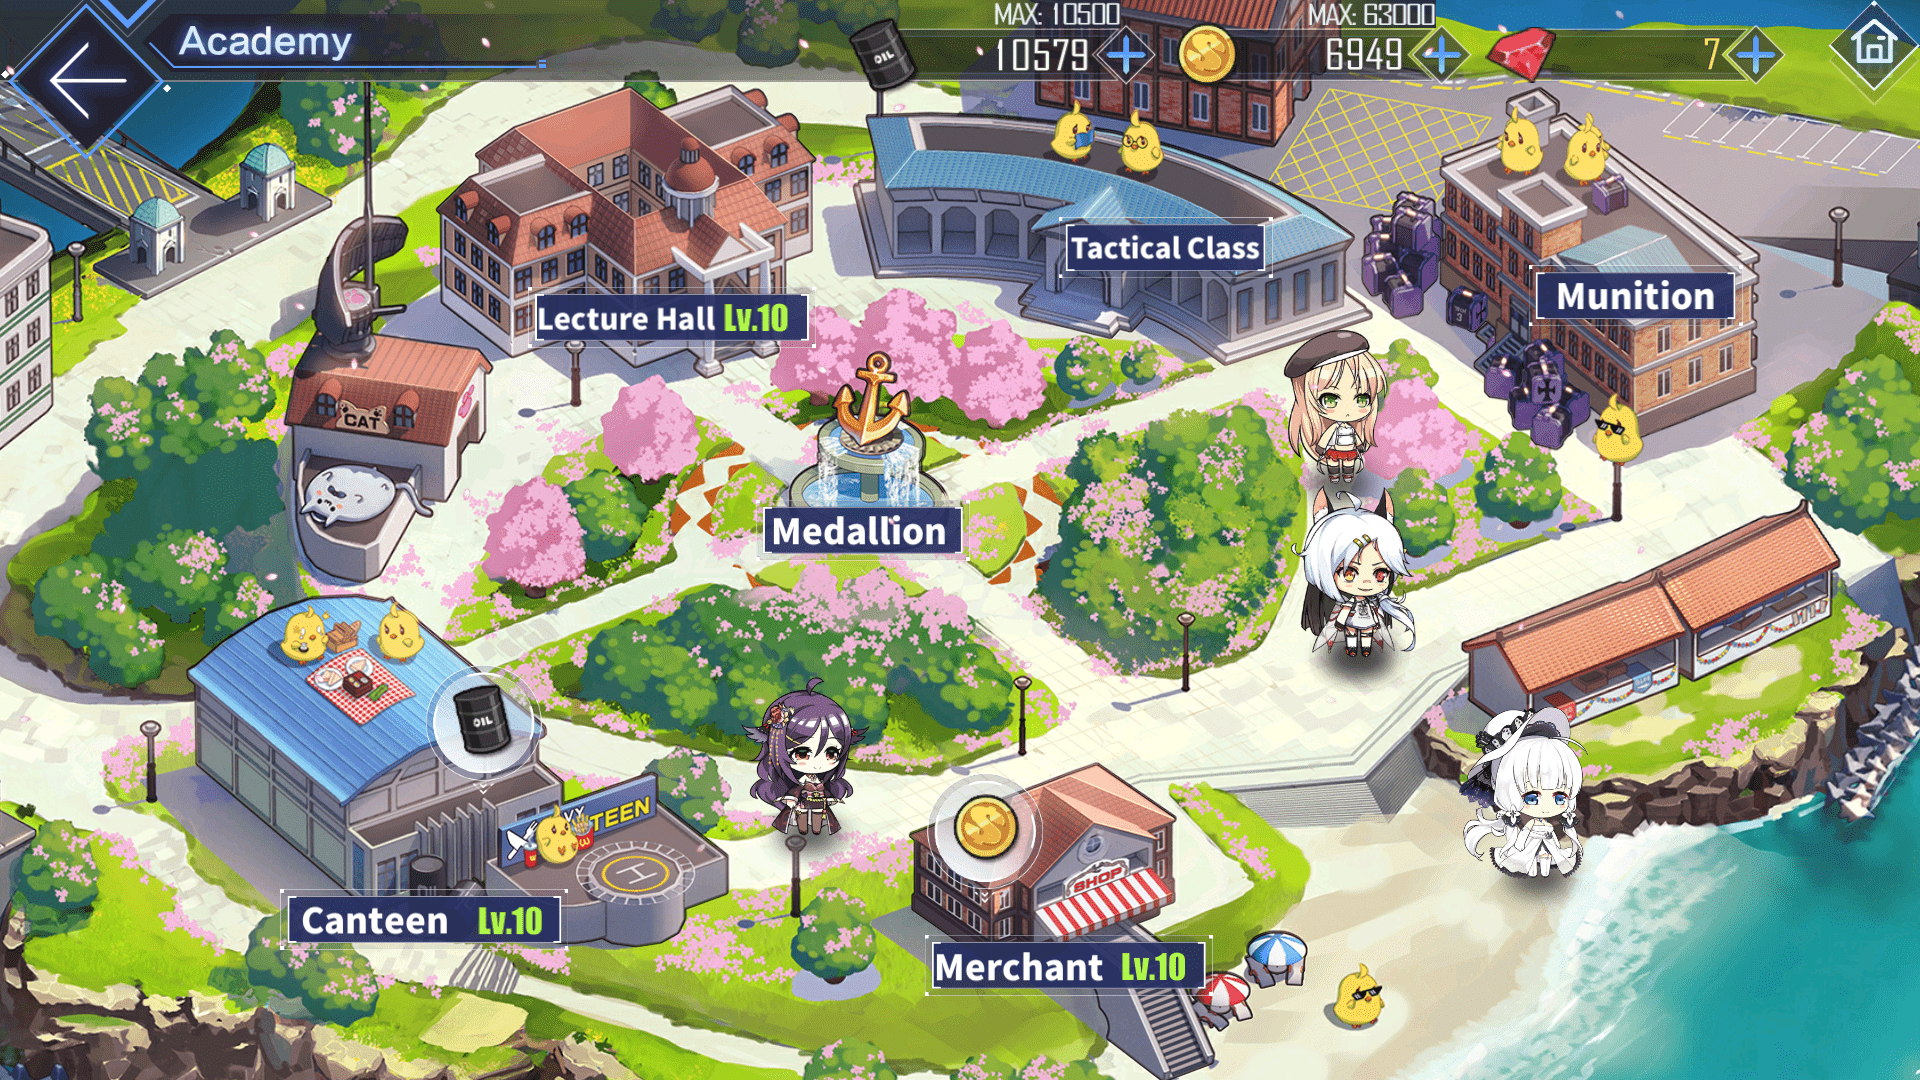 Academy
MAX: 10500
10579
MAX: 63000
6949
7
OIL
Tactical Class
Munition
Lecture Hall Lv.10
CAT
Medallion
OIL
TEEN
H
SHOP
Canteen Lv.10
Merchant Lv.10